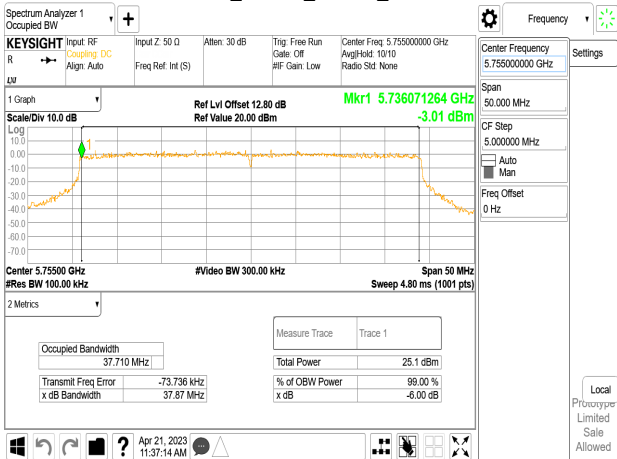 Spectrum Analyzer 1
Occupied BW
KEYSIGHT
R
LXI
Input: RF
Coupling: DC
Align: Auto
Input Z: 50 Ω
Freq Ref: Int (S)
Atten: 30 dB
Trig: Free Run
Gate: Off
#IF Gain: Low
Center Freq: 5.755000000 GHz
Avg|Hold: 10/10
Radio Std: None
1 Graph
Scale/Div 10.0 dB
Ref Lvl Offset 12.80 dB
Ref Value 20.00 dBm
Mkr1 5.736071264 GHz
-3.01 dBm
Log
1
10.0
0.00
-10.0
-20.0
-30.0
-40.0
-50.0
-60.0
-70.0
Center 5.75500 GHz
#Res BW 100.00 kHz
#Video BW 300.00 kHz
Span 50 MHz
Sweep 4.80 ms (1001 pts)
2 Metrics
Measure Trace Trace 1
Occupied Bandwidth
37.710 MHz
Total Power 25.1 dBm
Transmit Freq Error -73.736 kHz
% of OBW Power 99.00 %
x dB Bandwidth 37.87 MHz
x dB -6.00 dB
?
Apr 21, 2023
11:37:14 AM
Frequency
Center Frequency
5.755000000 GHz
Settings
Span
50.000 MHz
CF Step
5.000000 MHz
Auto
Man
Freq Offset
0 Hz
Local
Prototype
Limited
Sale
Allowed